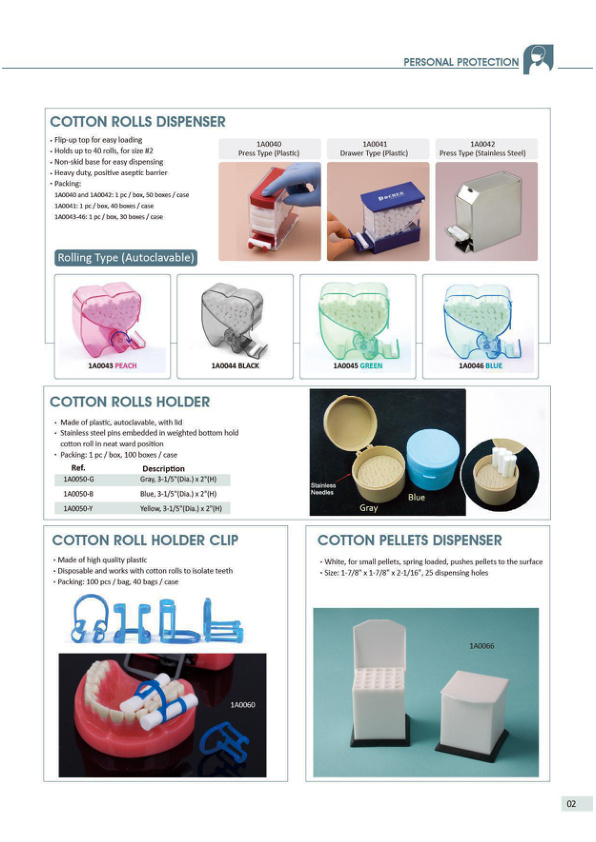 PERSONAL PROTECTION
COTTON ROLLS DISPENSER
• Flip-up top for easy loading
• Holds up to 40 rolls, for size #2
• Non-skid base for easy dispensing
• Heavy duty, positive aseptic barrier
• Packing:
1A0040 and 1A0042: 1 pc / box, 50 boxes / case
1A0041: 1 pc / box, 40 boxes / case
1A0043-46: 1 pc / box, 30 boxes / case
1A0040
Press Type (Plastic)
1A0041
Drawer Type (Plastic)
1A0042
Press Type (Stainless Steel)
Rolling Type (Autoclavable)
1A0043 PEACH
1A0044 BLACK
1A0045 GREEN
1A0046 BLUE
COTTON ROLLS HOLDER
• Made of plastic, autoclavable, with lid
• Stainless steel pins embedded in weighted bottom hold
cotton roll in neat ward position
• Packing: 1 pc / box, 100 boxes / case
Ref. Description
1A0050-G Gray, 3-1/5"(Dia.) x 2"(H)
1A0050-B Blue, 3-1/5"(Dia.) x 2"(H)
1A0050-Y Yellow, 3-1/5"(Dia.) x 2"(H)
Stainless
Needles
Gray
Blue
COTTON ROLL HOLDER CLIP
• Made of high quality plastic
• Disposable and works with cotton rolls to isolate teeth
• Packing: 100 pcs / bag, 40 bags / case
1A0060
COTTON PELLETS DISPENSER
• White, for small pellets, spring loaded, pushes pellets to the surface
• Size: 1-7/8" x 1-7/8" x 2-1/16", 25 dispensing holes
1A0066
02